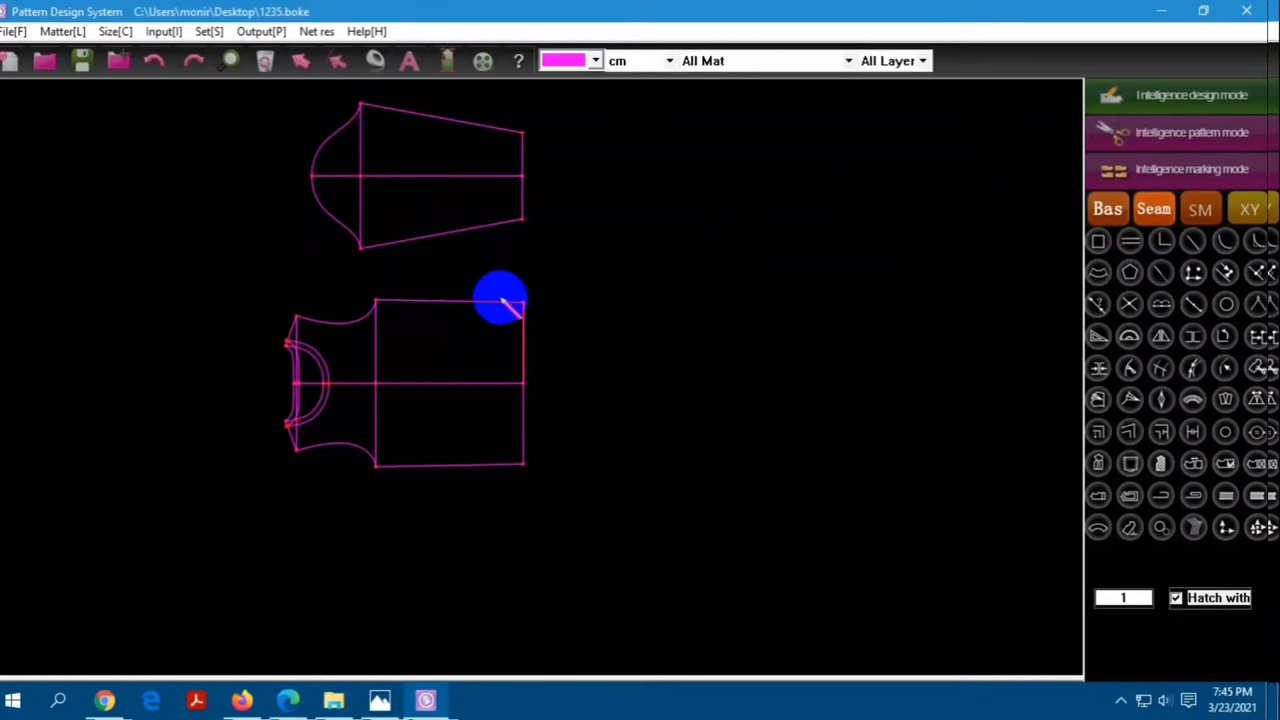 Pattern Design System C:\Users\monir\Desktop\1235.boke
File[F] Matter[L] Size[C] Input[I] Set[S] Output[P] Net res Help[H]
A ? cm All Mat All Layer
Intelligence design mode
Intelligence pattern mode
Intelligence marking mode
Bas Seam SM XY
1 Hatch with
7:45 PM
3/23/2021